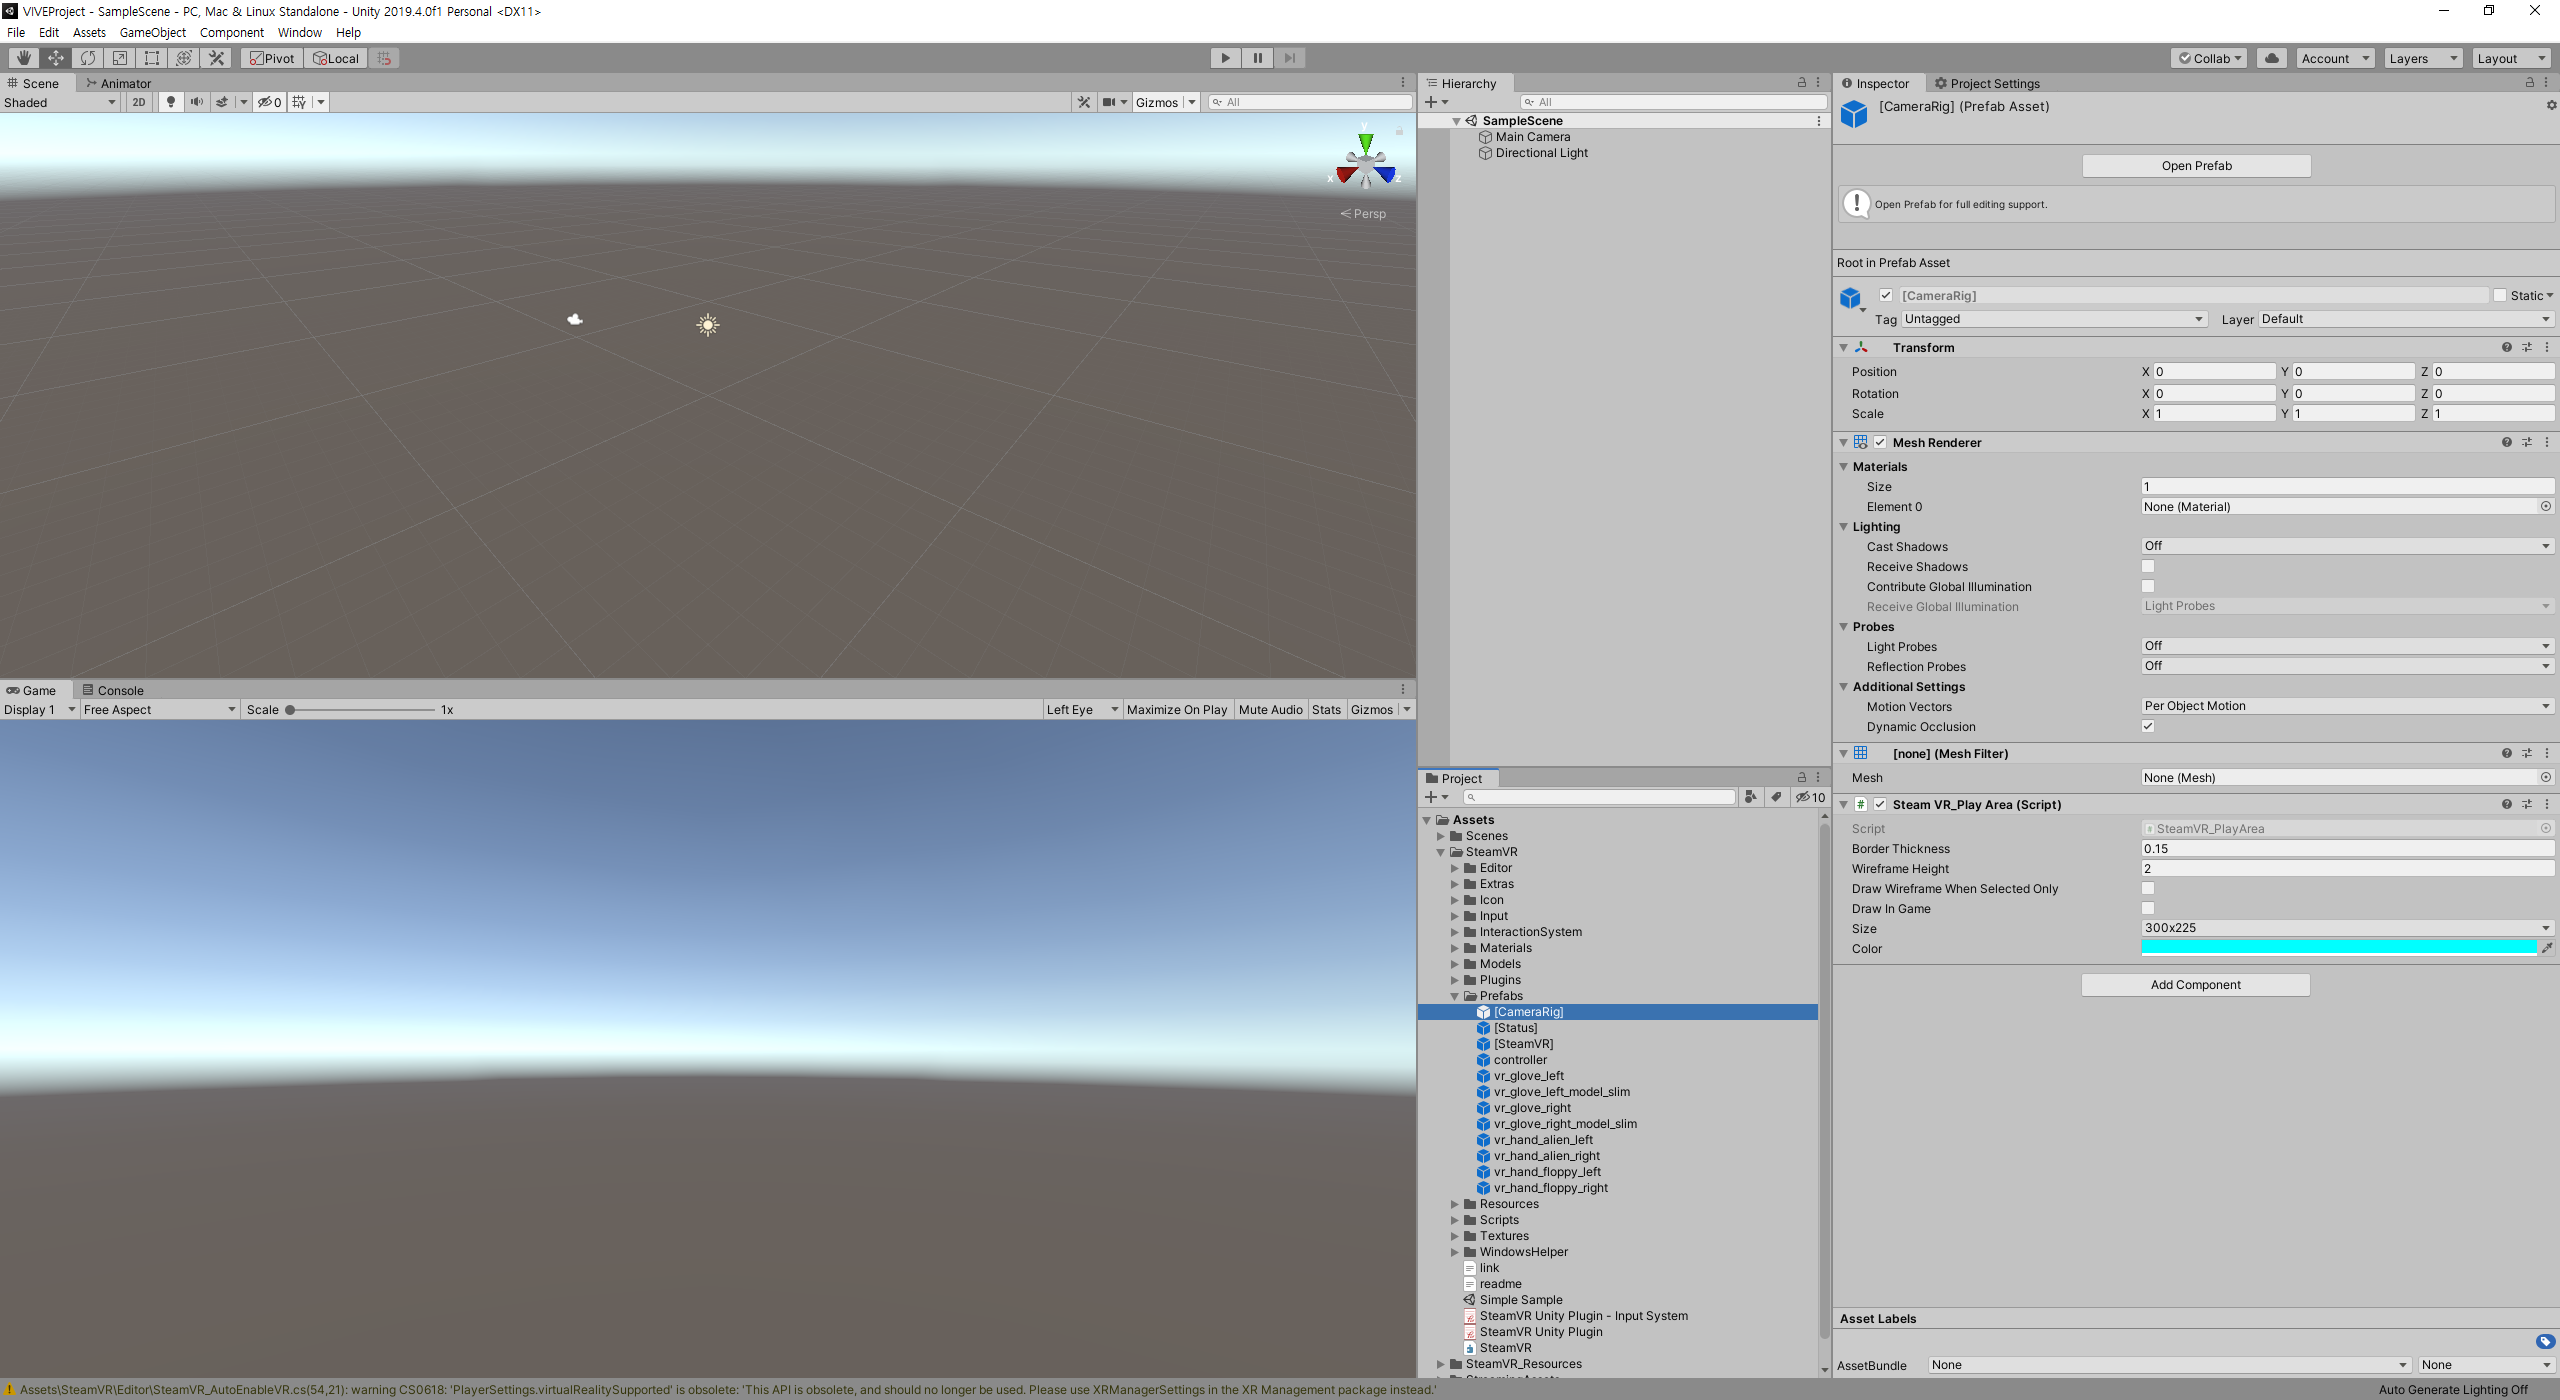 VIVEProject - SampleScene - PC, Mac & Linux Standalone - Unity 2019.4.0f1 Personal <DX11>
File Edit Assets GameObject Component Window Help
Pivot Local Collab Account Layers Layout
Scene Animator
Shaded 2D 0 Gizmos All
y x z
Persp
Game Console
Display 1 Free Aspect Scale 1x Left Eye Maximize On Play Mute Audio Stats Gizmos
Hierarchy
All
SampleScene
Main Camera
Directional Light
Project
10
Assets
Scenes
SteamVR
Editor
Extras
Icon
Input
InteractionSystem
Materials
Models
Plugins
Prefabs
[CameraRig]
[Status]
[SteamVR]
controller
vr_glove_left
vr_glove_left_model_slim
vr_glove_right
vr_glove_right_model_slim
vr_hand_alien_left
vr_hand_alien_right
vr_hand_floppy_left
vr_hand_floppy_right
Resources
Scripts
Textures
WindowsHelper
link
readme
Simple Sample
SteamVR Unity Plugin - Input System
SteamVR Unity Plugin
SteamVR
SteamVR_Resources
Inspector Project Settings
[CameraRig] (Prefab Asset)
Open Prefab
Open Prefab for full editing support.
Root in Prefab Asset
[CameraRig] Static
Tag Untagged Layer Default
Transform
Position X 0 Y 0 Z 0
Rotation X 0 Y 0 Z 0
Scale X 1 Y 1 Z 1
Mesh Renderer
Materials
Size 1
Element 0 None (Material)
Lighting
Cast Shadows Off
Receive Shadows
Contribute Global Illumination
Receive Global Illumination Light Probes
Probes
Light Probes Off
Reflection Probes Off
Additional Settings
Motion Vectors Per Object Motion
Dynamic Occlusion
[none] (Mesh Filter)
Mesh None (Mesh)
Steam VR_Play Area (Script)
Script SteamVR_PlayArea
Border Thickness 0.15
Wireframe Height 2
Draw Wireframe When Selected Only
Draw In Game
Size 300x225
Color
Add Component
Asset Labels
AssetBundle None None
Assets\SteamVR\Editor\SteamVR_AutoEnableVR.cs(54,21): warning CS0618: 'PlayerSettings.virtualRealitySupported' is obsolete: 'This API is obsolete, and should no longer be used. Please use XRManagerSettings in the XR Management package instead.'
Auto Generate Lighting Off